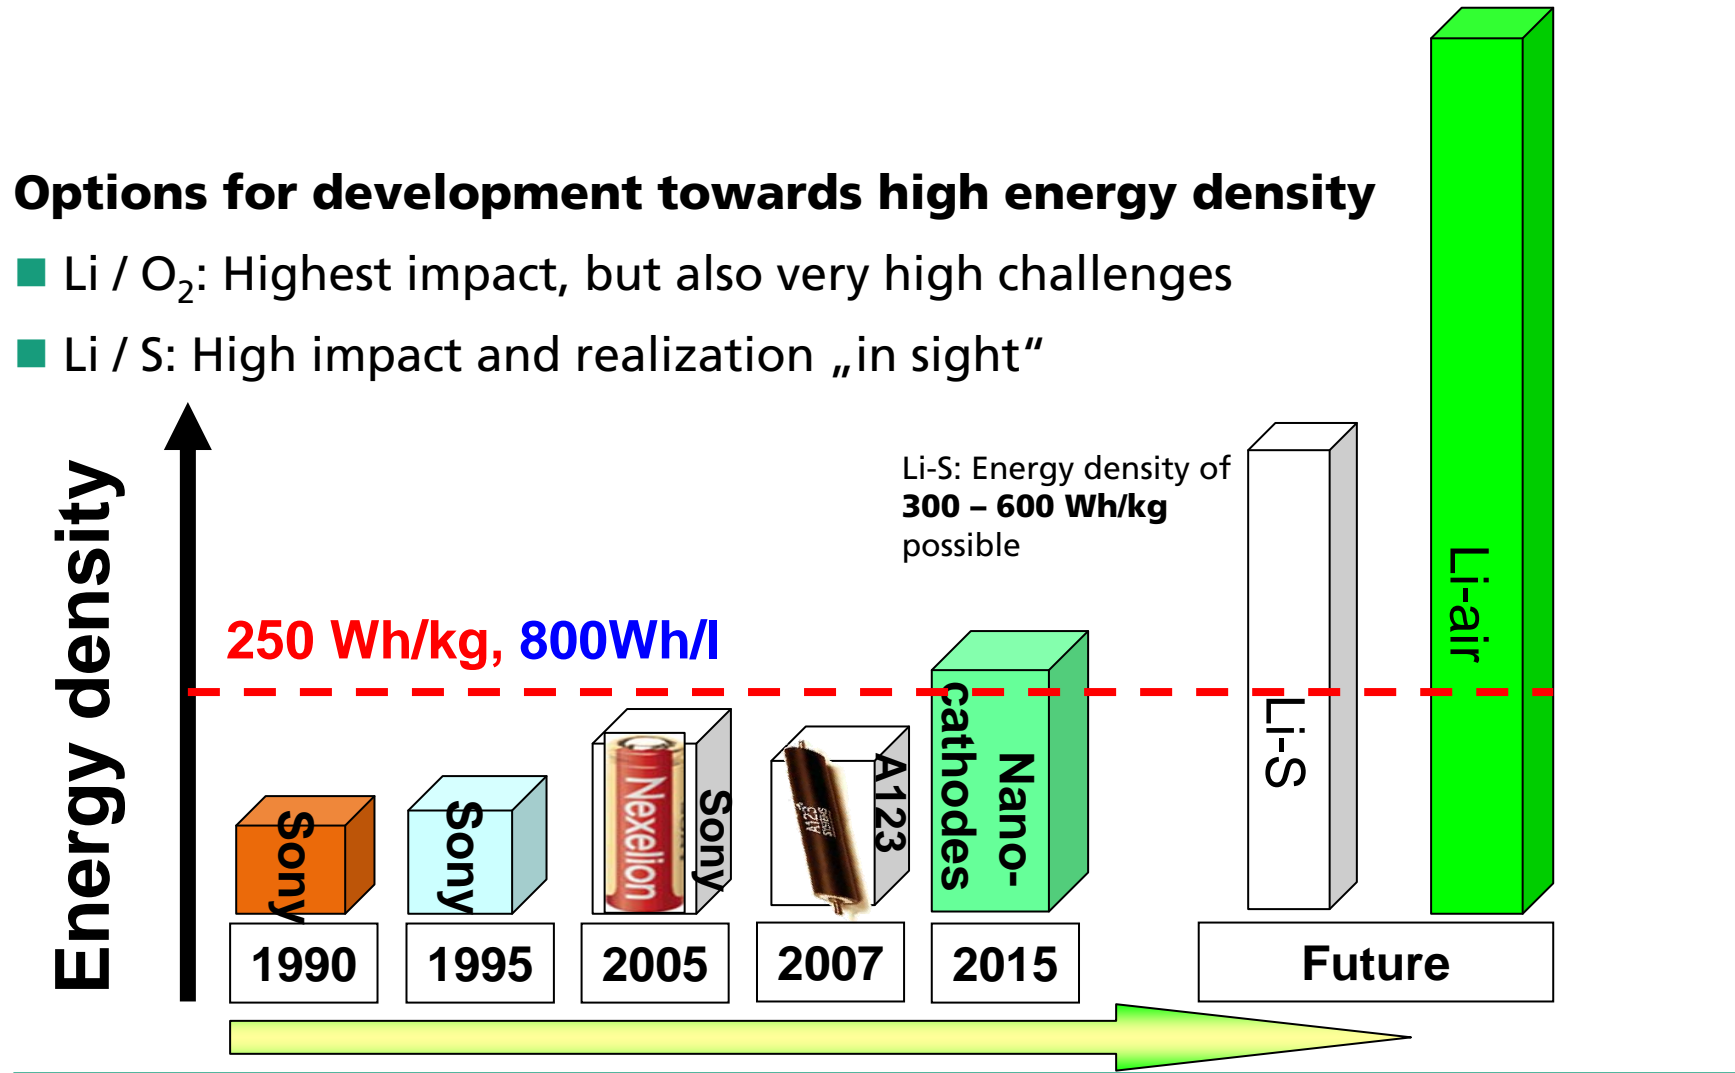 Options for development towards high energy density
Li / O₂: Highest impact, but also very high challenges
Li / S: High impact and realization „in sight“
Energy density
Li-S: Energy density of
300 – 600 Wh/kg
possible
250 Wh/kg, 800Wh/l
Sony
Sony
Nexelion
Sony
A123
SYSTEMS
A123
Nano-
cathodes
Li-S
Li-air
1990
1995
2005
2007
2015
Future